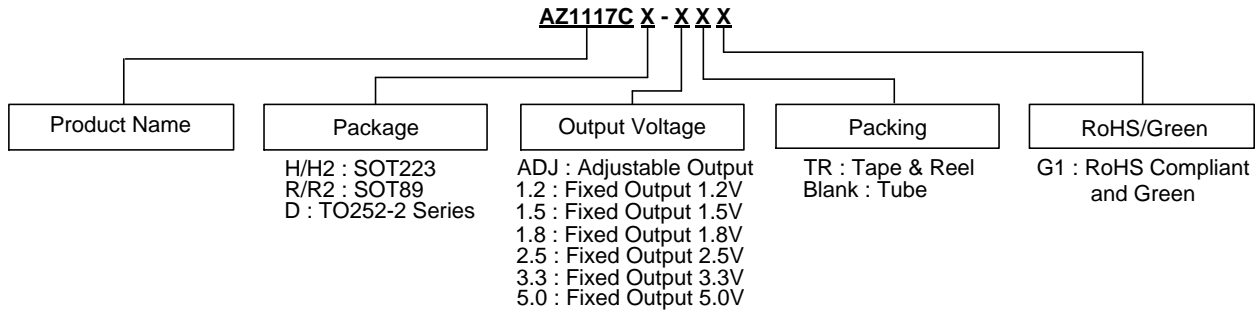 AZ1117C X - X X X
Product Name
Package
Output Voltage
Packing
RoHS/Green
H/H2 : SOT223
R/R2 : SOT89
D : TO252-2 Series
ADJ : Adjustable Output
1.2 : Fixed Output 1.2V
1.5 : Fixed Output 1.5V
1.8 : Fixed Output 1.8V
2.5 : Fixed Output 2.5V
3.3 : Fixed Output 3.3V
5.0 : Fixed Output 5.0V
TR : Tape & Reel
Blank : Tube
G1 : RoHS Compliant
and Green